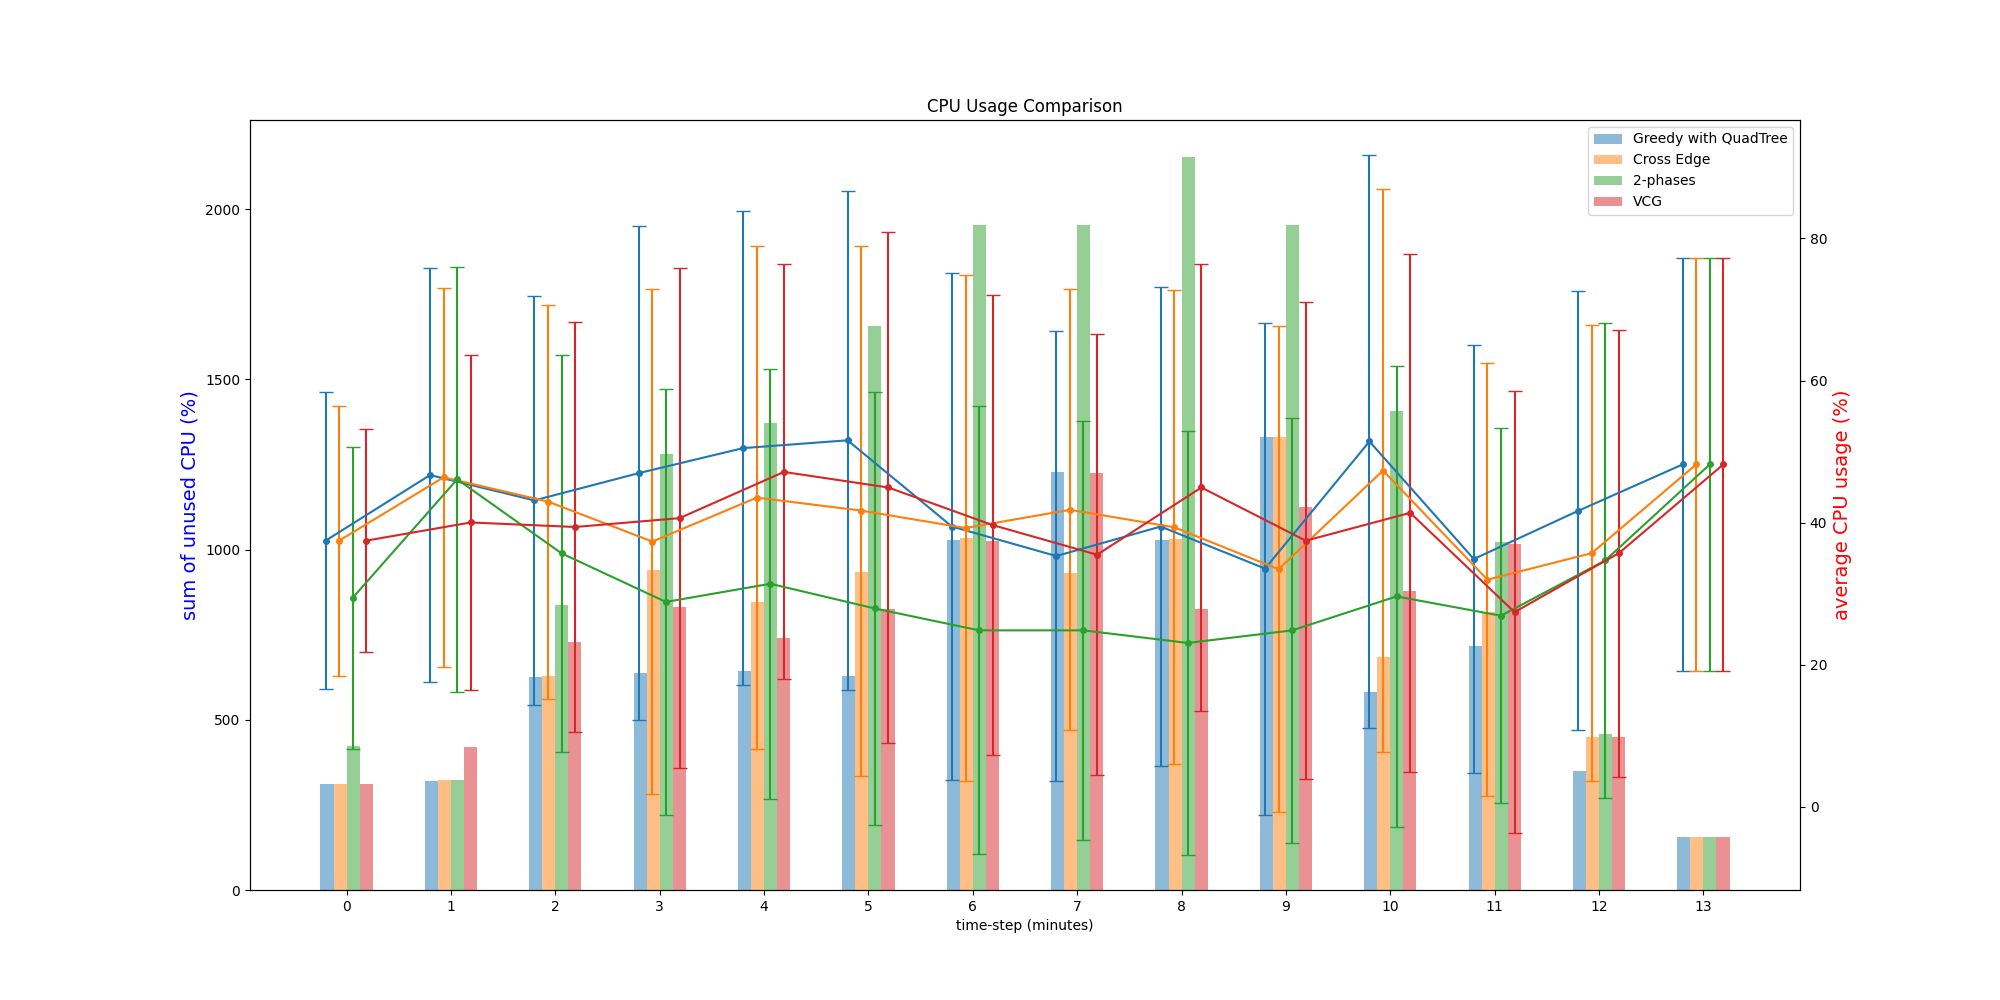 CPU Usage Comparison
Greedy with QuadTree
Cross Edge
2-phases
VCG
sum of unused CPU (%)
2000
1500
1000
500
0
average CPU usage (%)
80
60
40
20
0
0 1 2 3 4 5 6 7 8 9 10 11 12 13
time-step (minutes)